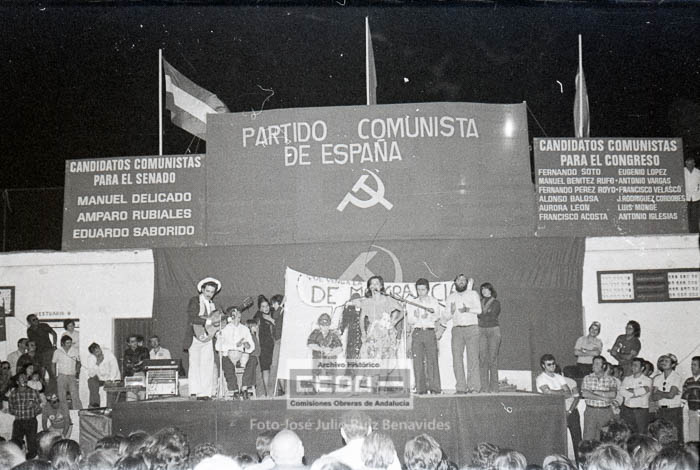 PARTIDO COMUNISTA
DE ESPAÑA
CANDIDATOS COMUNISTAS
PARA EL SENADO
MANUEL DELICADO
AMPARO RUBIALES
EDUARDO SABORIDO
CANDIDATOS COMUNISTAS
PARA EL CONGRESO
FERNANDO SOTO
MANUEL BENITEZ RUFO
FERNANDO PEREZ ROYO
ALONSO BALOSA
AURORA LEON
FRANCISCO ACOSTA
EUGENIO LOPEZ
ANTONIO VARGAS
FRANCISCO VELASCO
J. RODRIGUEZ CORDONES
LUIS MONGE
ANTONIO IGLESIAS
DE
Archivo Histórico
Comisiones Obreras de Andalucía
Foto-José Julio Ruiz Benavides